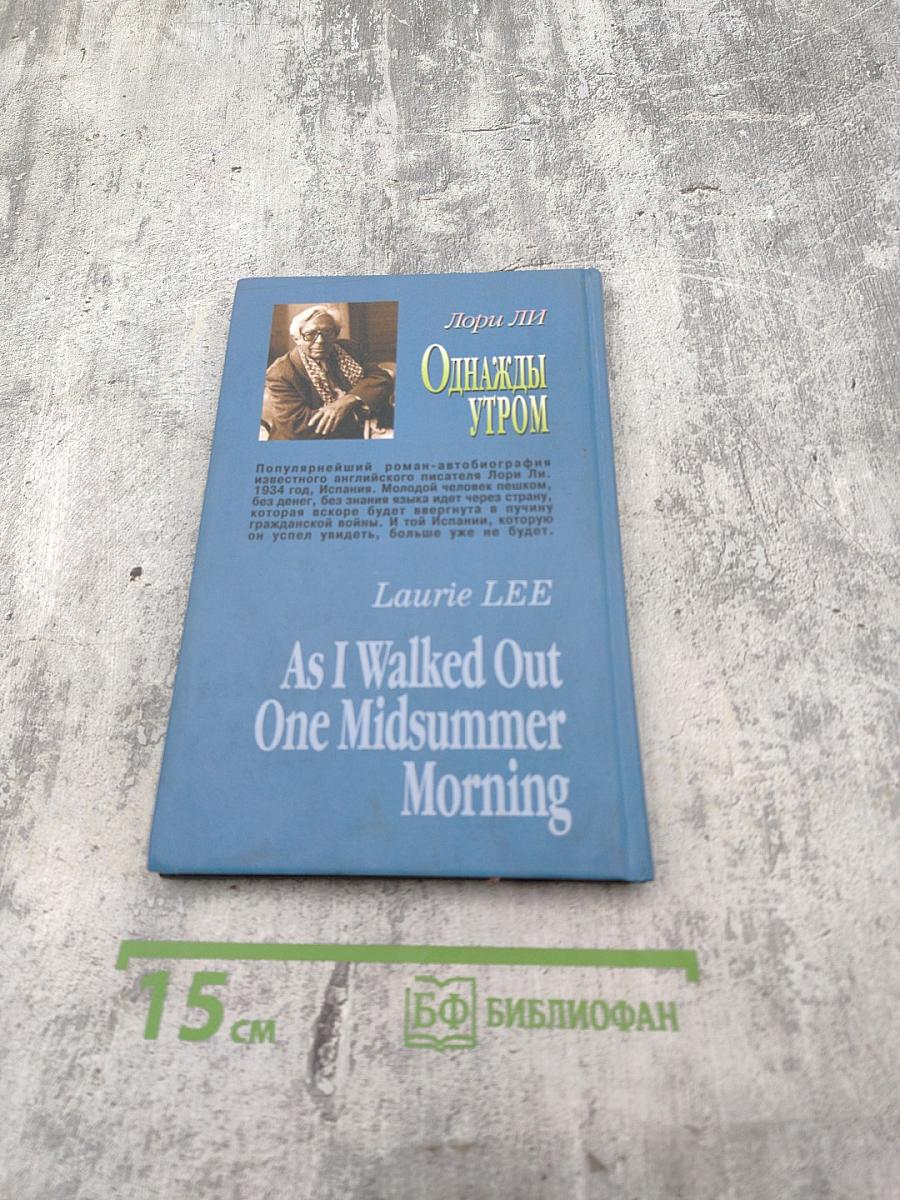 Лори ЛИ
ОДНАЖДЫ
УТРОМ
Популярнейший роман-автобиография
известного английского писателя Лори Ли.
1934 год, Испания. Молодой человек пешком,
без денег, без знания языка идет через страну,
которая вскоре будет ввергнута в пучину
гражданской войны. И той Испании, которую
он успел увидеть, больше уже не будет.
Laurie LEE
As I Walked Out
One Midsummer
Morning
15 см
БФ БИБЛИОФАН